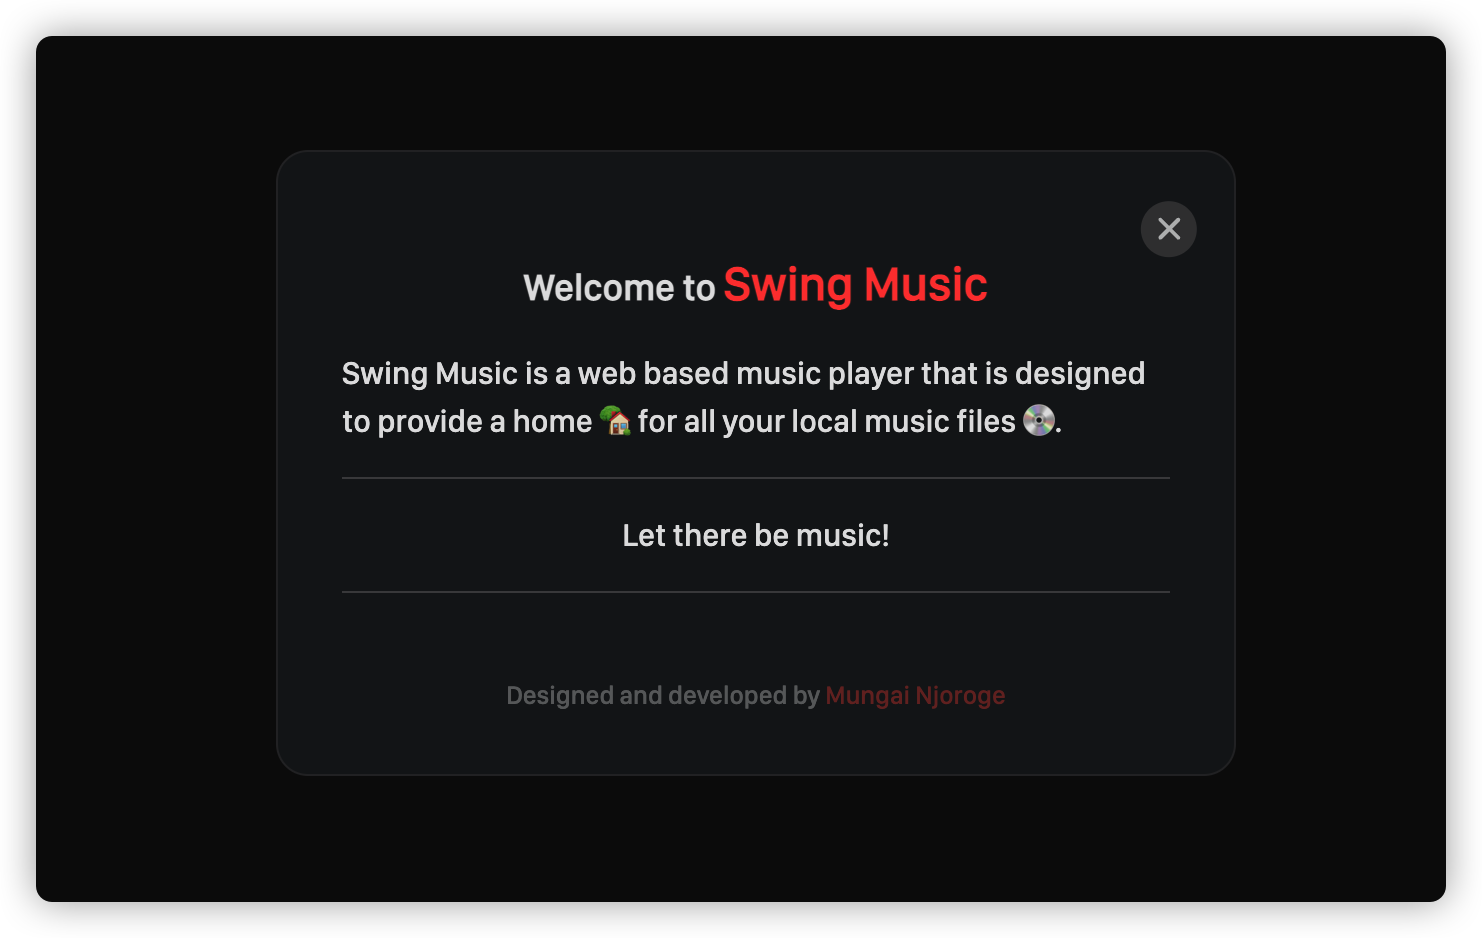 Welcome to Swing Music
Swing Music is a web based music player that is designed
to provide a home 🏡 for all your local music files 💿.
Let there be music!
Designed and developed by Mungai Njoroge